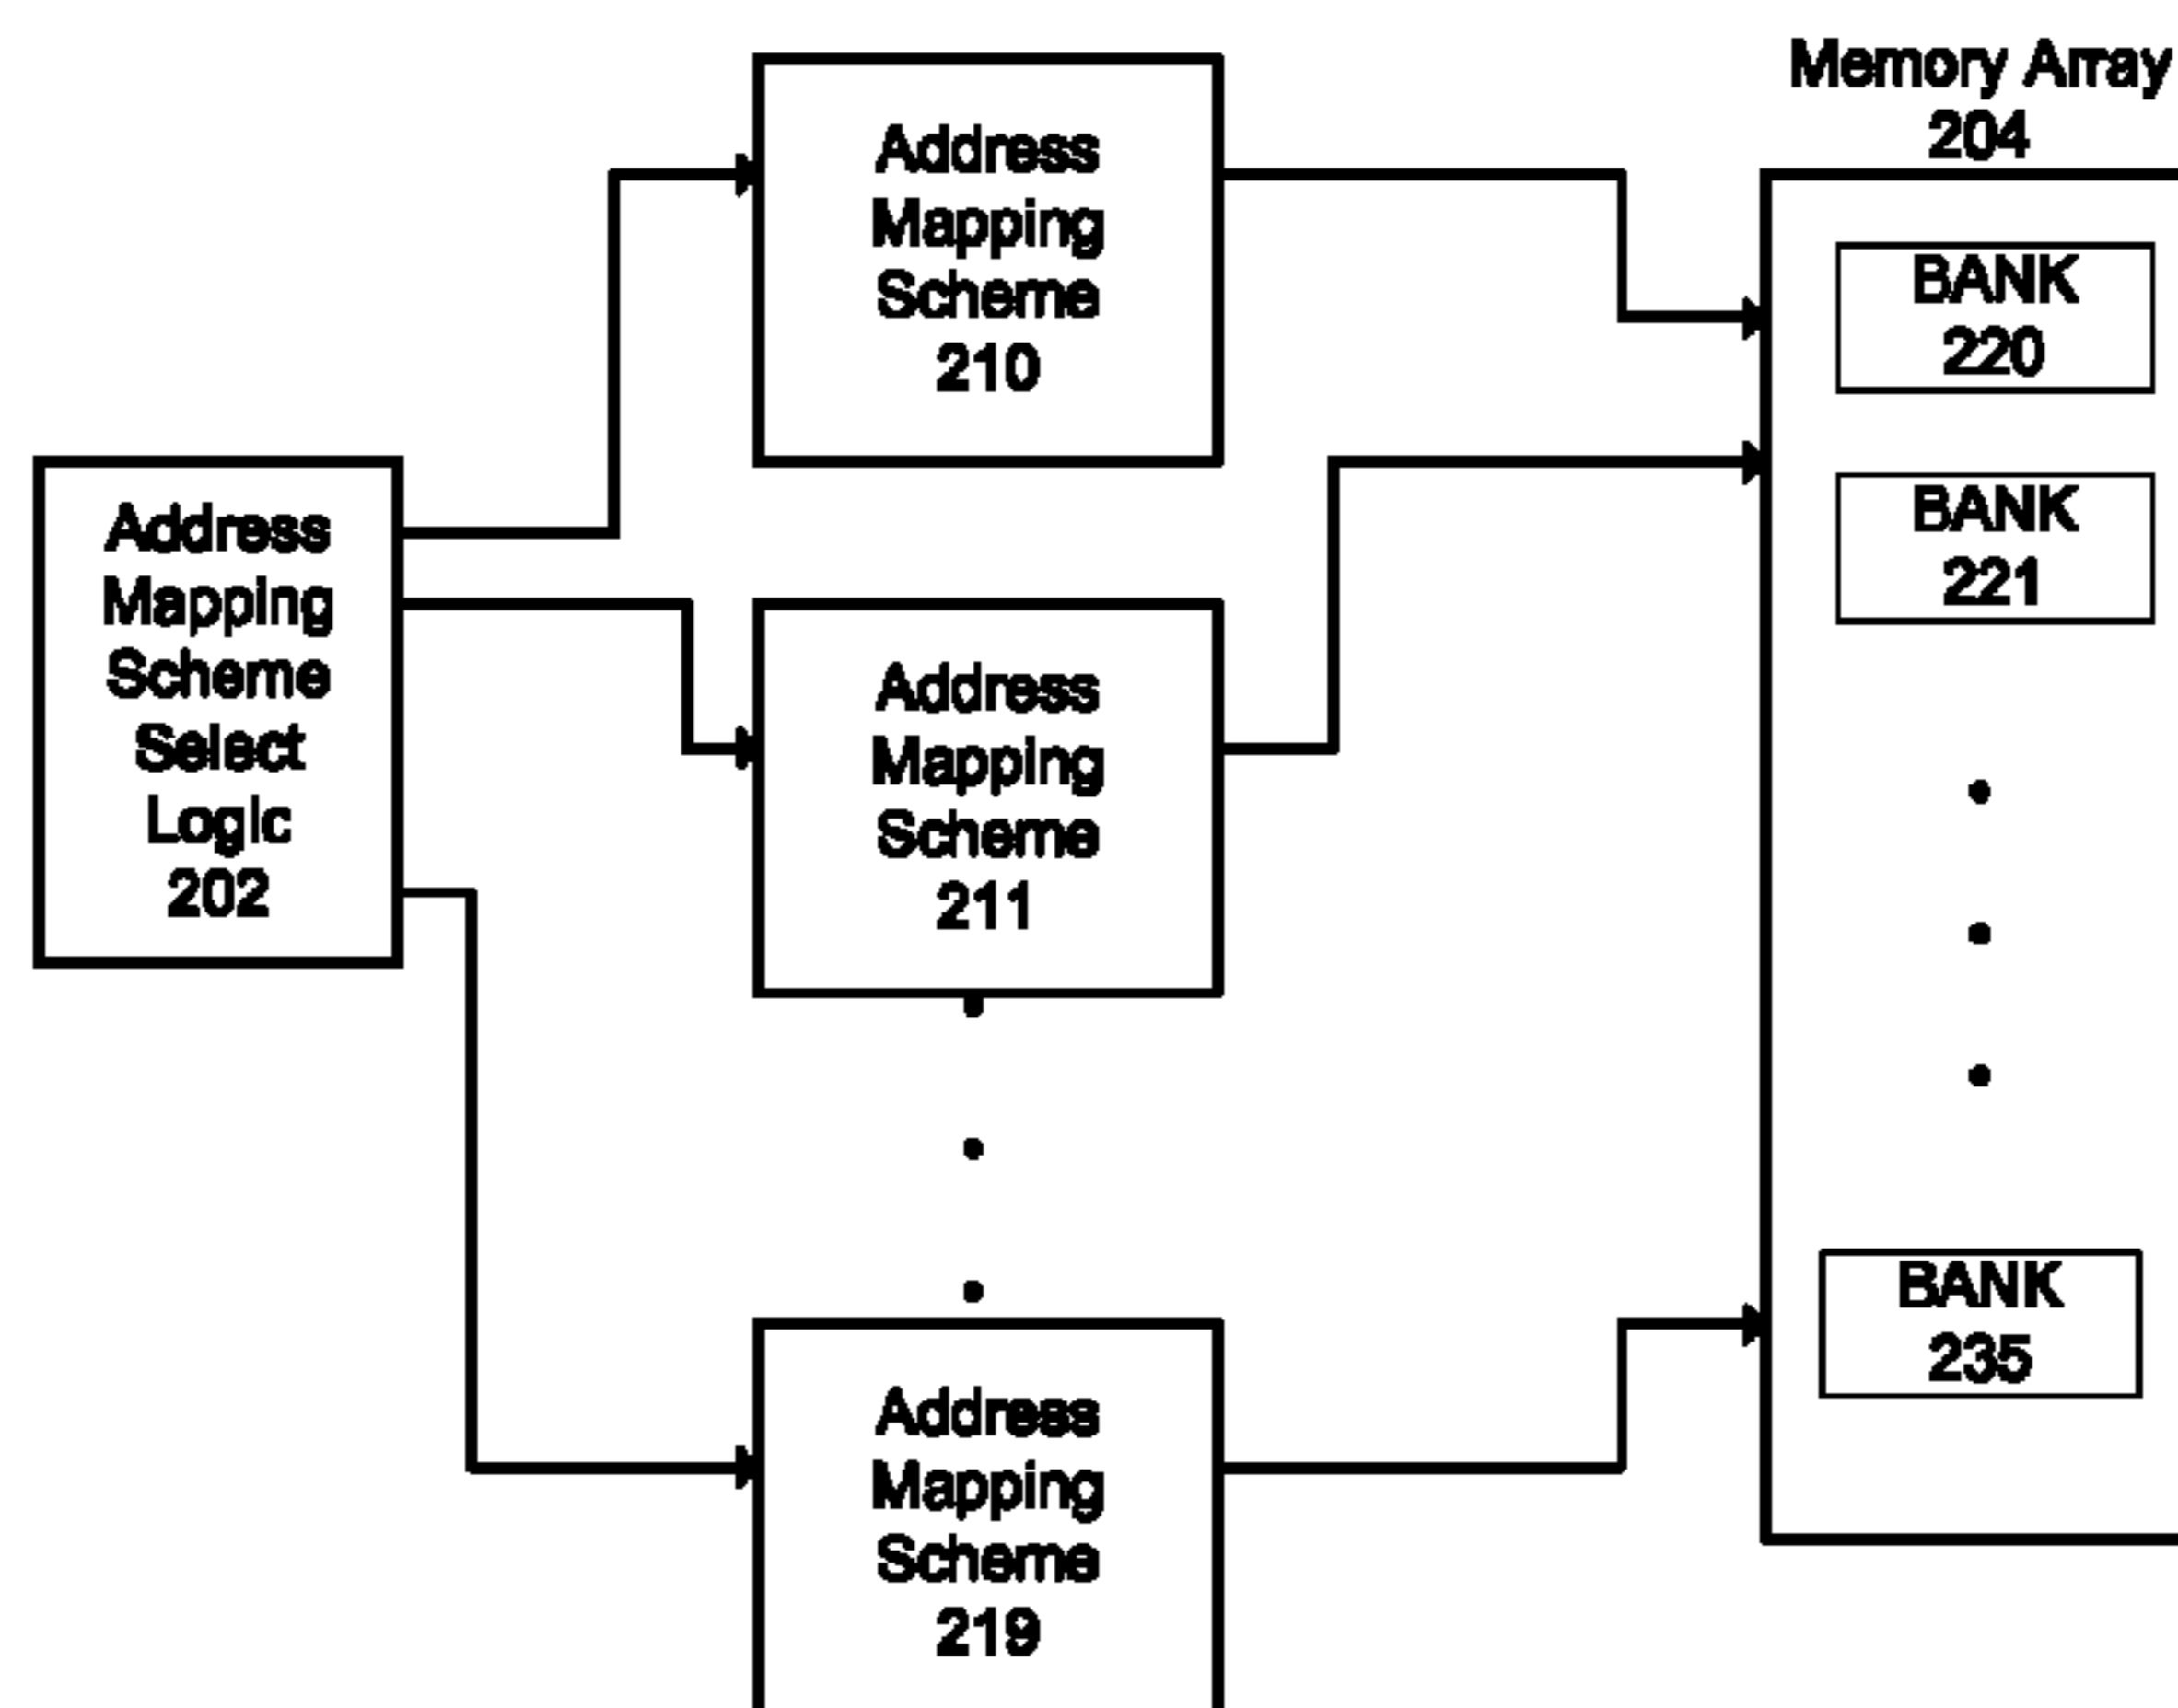 Address
Mapping
Scheme
Select
Logic
202
Address
Mapping
Scheme
210
Address
Mapping
Scheme
211
Address
Mapping
Scheme
219
Memory Array
204
BANK
220
BANK
221
BANK
235